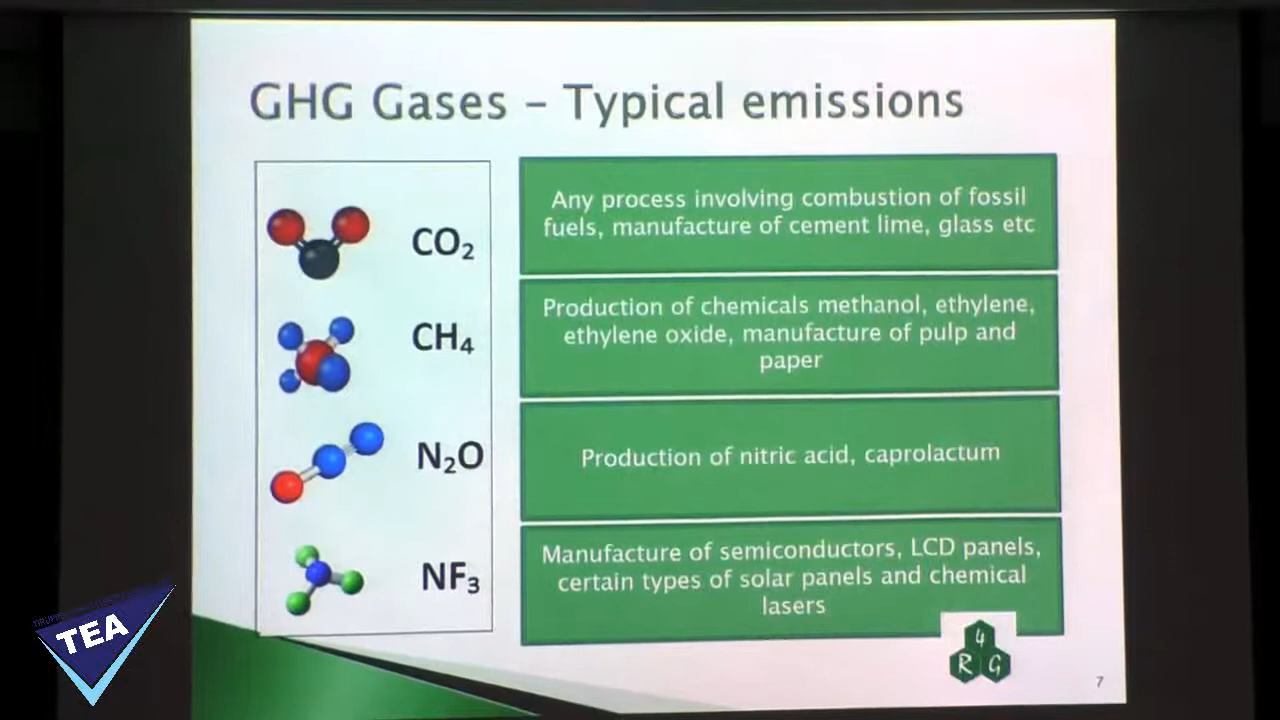 GHG Gases – Typical emissions
CO₂
Any process involving combustion of fossil
fuels, manufacture of cement lime, glass etc
CH₄
Production of chemicals methanol, ethylene,
ethylene oxide, manufacture of pulp and
paper
N₂O
Production of nitric acid, caprolactum
NF₃
Manufacture of semiconductors, LCD panels,
certain types of solar panels and chemical
lasers
4
R G
7
TEA